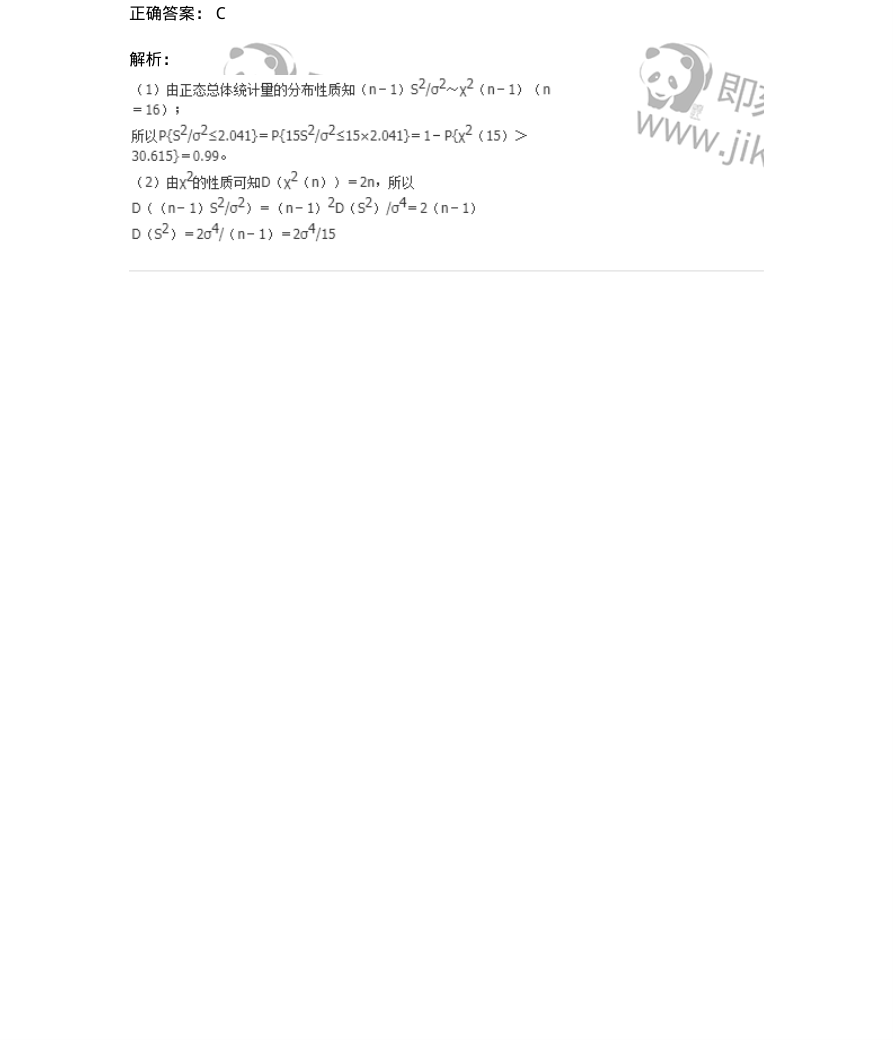 正确答案： C
解析：
（1）由正态总体统计量的分布性质知（n－1）S²/σ²～χ²（n－1）（n
＝16）；
所以P{S²/σ²≤2.041}＝P{15S²/σ²≤15×2.041}＝1－P{χ²（15）＞
30.615}＝0.99。
（2）由χ²的性质可知D（χ²（n））＝2n，所以
D（（n－1）S²/σ²）＝（n－1）²D（S²）/σ⁴＝2（n－1）
D（S²）＝2σ⁴/（n－1）＝2σ⁴/15
即
www.jik